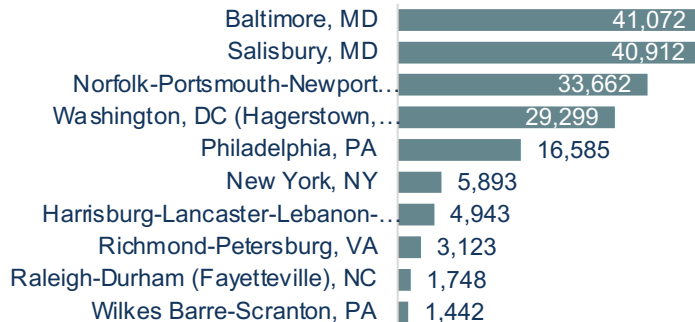 Baltimore, MD 41,072
Salisbury, MD 40,912
Norfolk-Portsmouth-Newport… 33,662
Washington, DC (Hagerstown,… 29,299
Philadelphia, PA 16,585
New York, NY 5,893
Harrisburg-Lancaster-Lebanon-… 4,943
Richmond-Petersburg, VA 3,123
Raleigh-Durham (Fayetteville), NC 1,748
Wilkes Barre-Scranton, PA 1,442